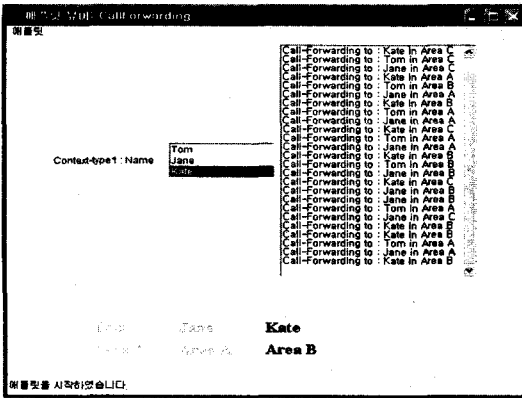 애플릿 뷰어: CallForwarding
애플릿
Call-Forwarding to : Kate in Area C
Call-Forwarding to : Tom in Area C
Call-Forwarding to : Jane in Area C
Call-Forwarding to : Kate in Area A
Call-Forwarding to : Tom in Area B
Call-Forwarding to : Jane in Area A
Call-Forwarding to : Kate in Area B
Call-Forwarding to : Tom in Area A
Call-Forwarding to : Jane in Area A
Call-Forwarding to : Kate in Area C
Call-Forwarding to : Tom in Area A
Call-Forwarding to : Jane in Area A
Call-Forwarding to : Kate in Area B
Call-Forwarding to : Tom in Area B
Call-Forwarding to : Jane in Area B
Call-Forwarding to : Kate in Area C
Call-Forwarding to : Jane in Area B
Call-Forwarding to : Jane in Area B
Call-Forwarding to : Tom in Area A
Call-Forwarding to : Jane in Area C
Call-Forwarding to : Kate in Area B
Call-Forwarding to : Kate in Area B
Call-Forwarding to : Tom in Area A
Call-Forwarding to : Jane in Area A
Call-Forwarding to : Kate in Area B
Context-type1 : Name
Tom
Jane
Kate
Jane Kate
Area A Area B
애플릿을 시작하였습니다.